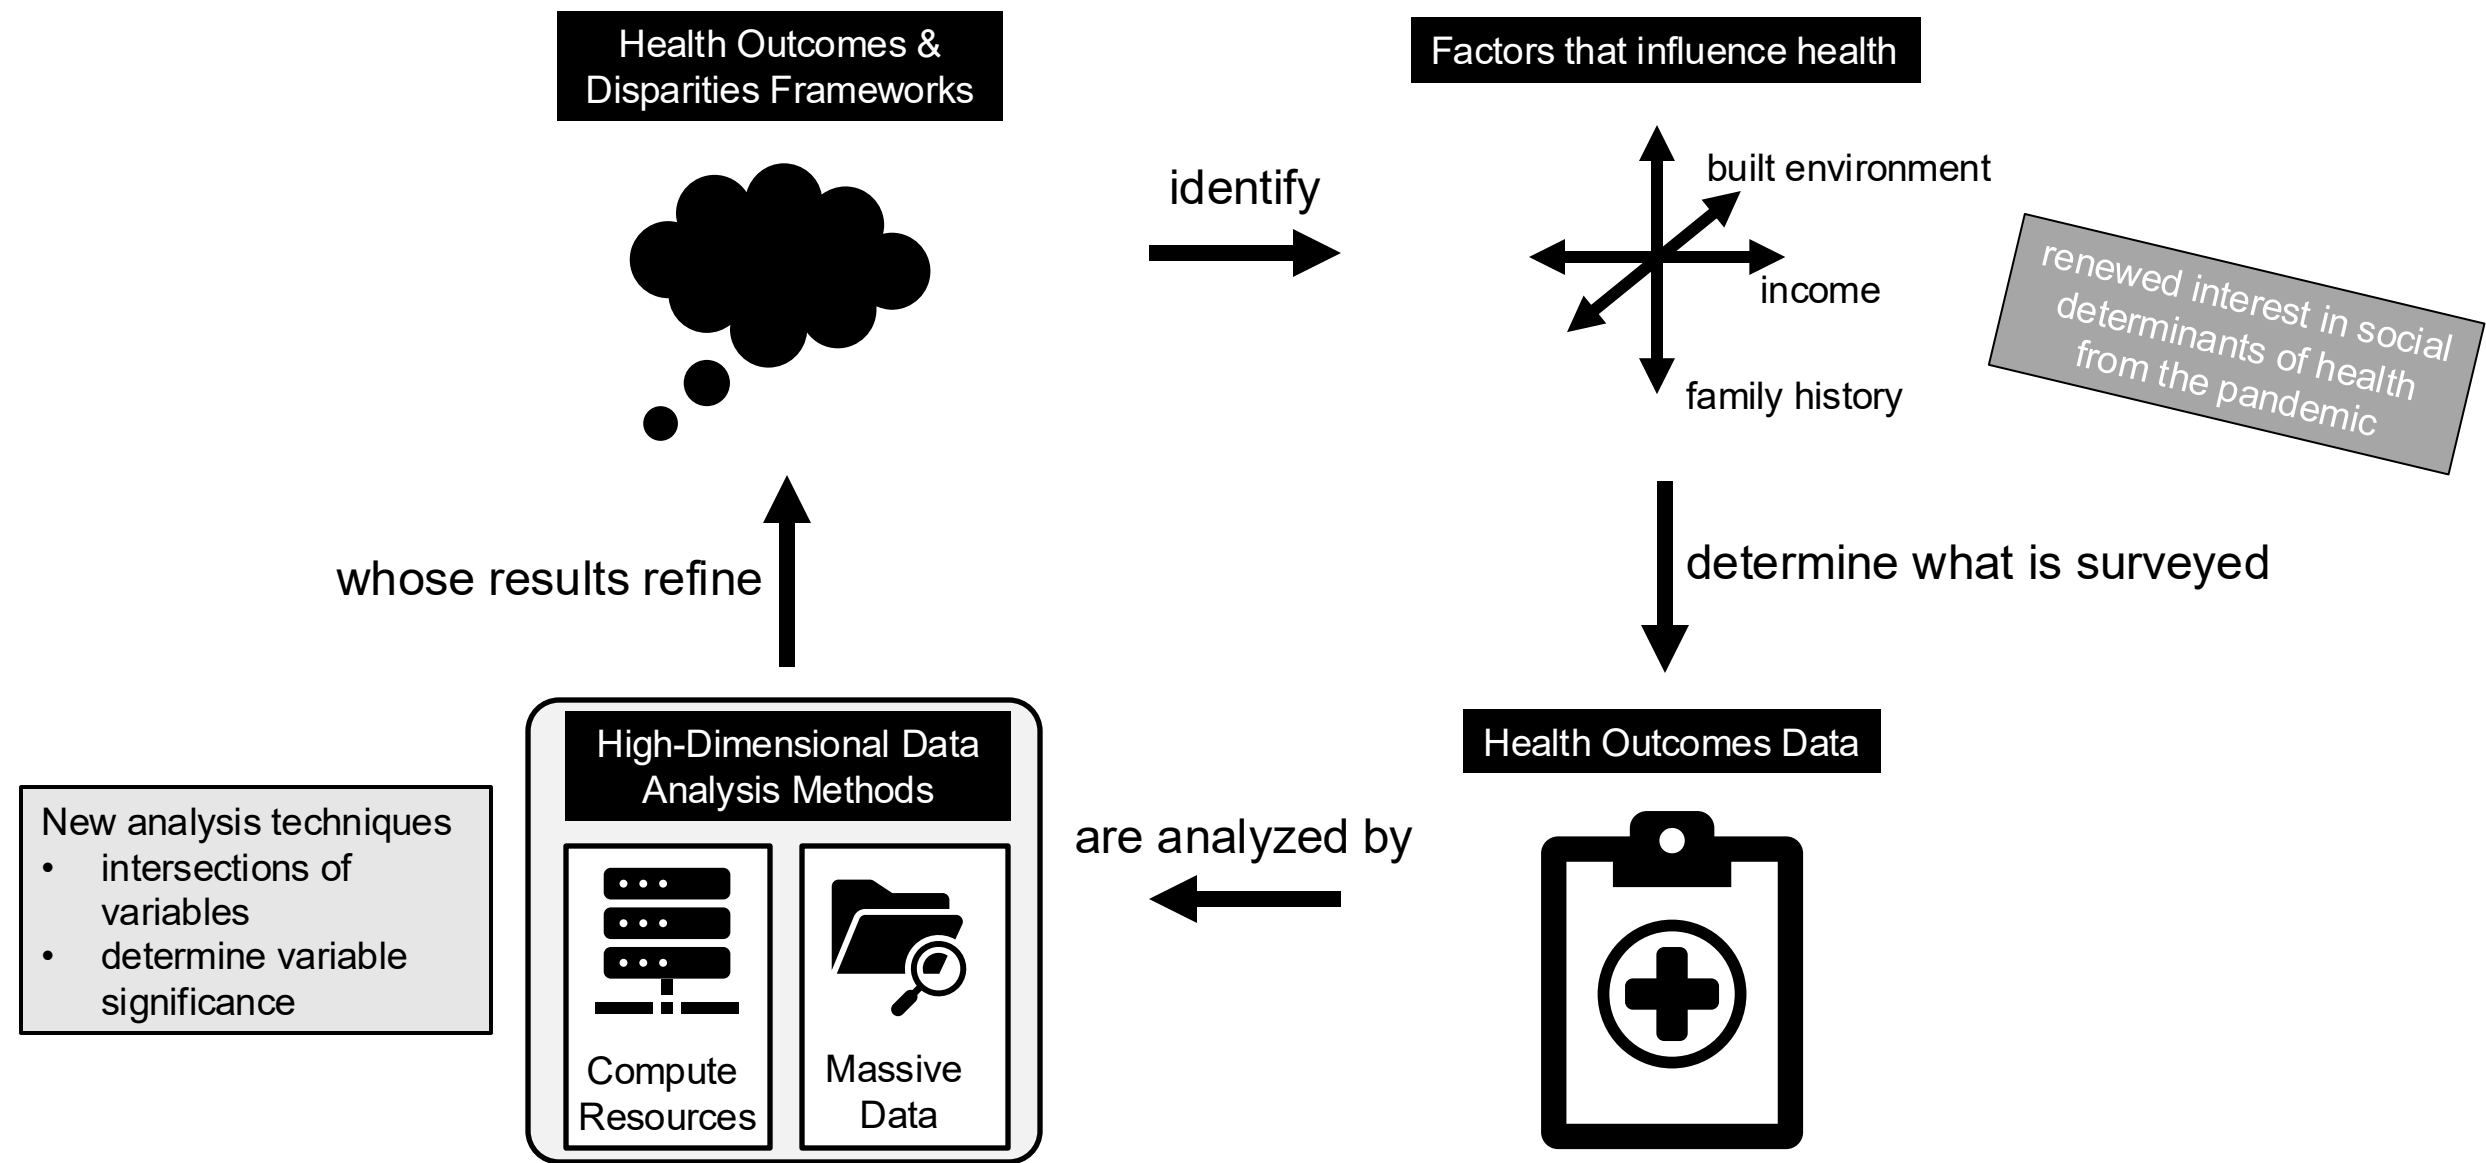 Health Outcomes &
Disparities Frameworks
identify
Factors that influence health
built environment
income
family history
renewed interest in social
determinants of health
from the pandemic
determine what is surveyed
Health Outcomes Data
are analyzed by
High-Dimensional Data
Analysis Methods
Compute
Resources
Massive
Data
New analysis techniques
• intersections of
variables
• determine variable
significance
whose results refine